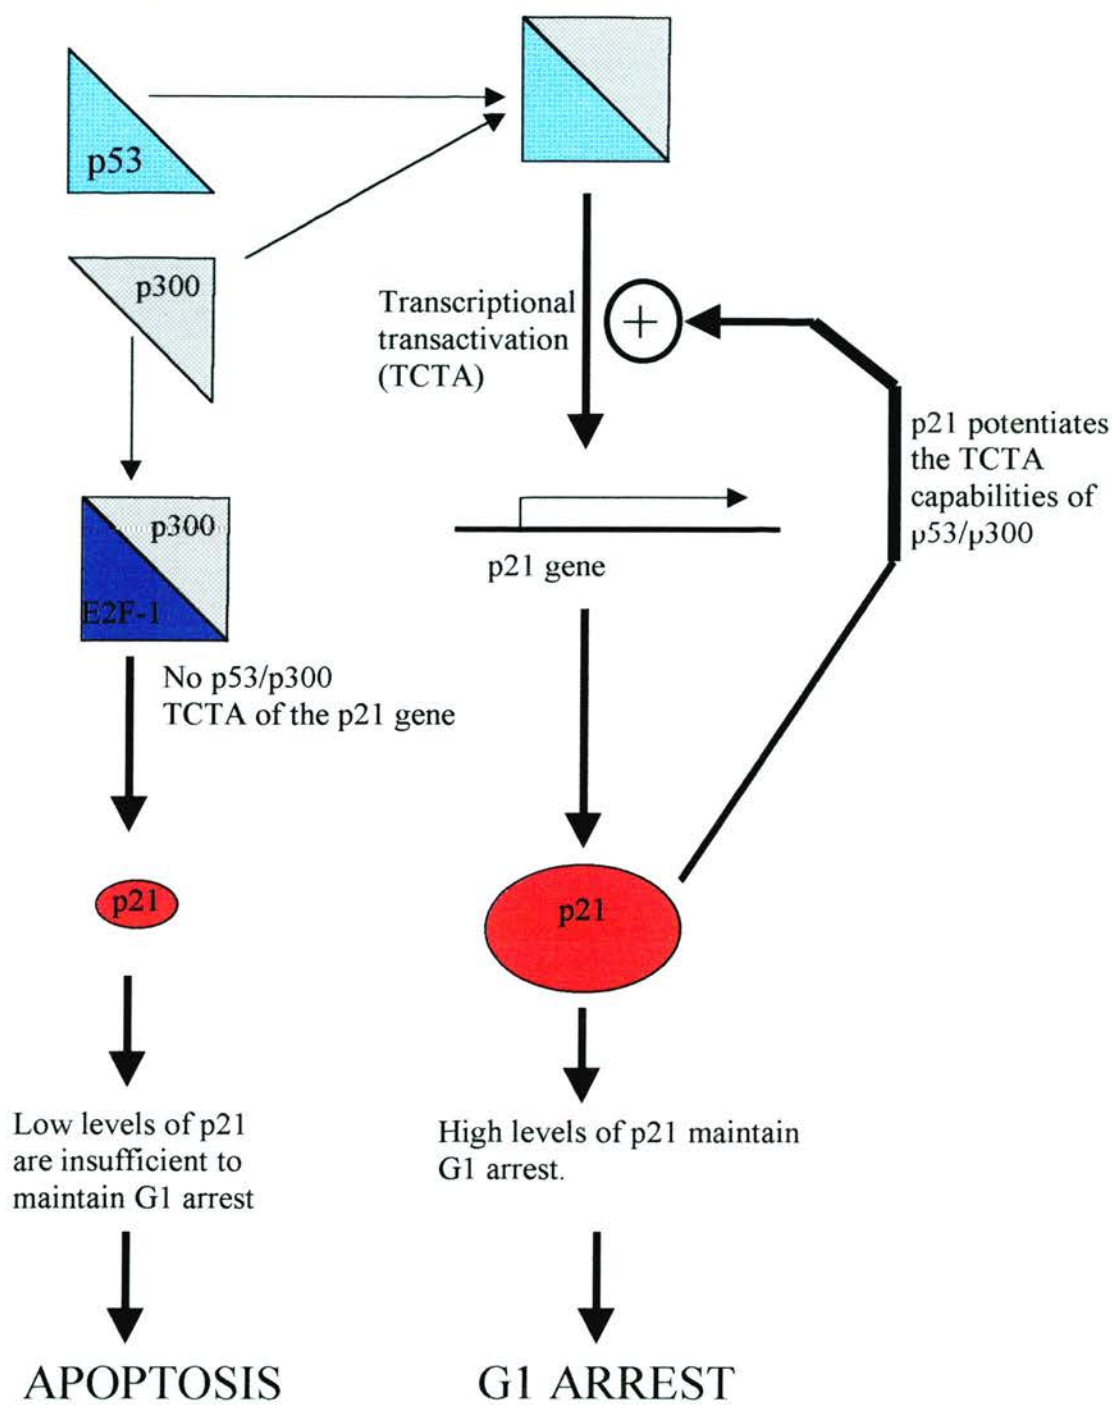 p53
p300
Transcriptional
transactivation
(TCTA)
+
p21 potentiates
the TCTA
capabilities of
p53/p300
p300
E2F-1
p21 gene
No p53/p300
TCTA of the p21 gene
p21
p21
Low levels of p21
are insufficient to
maintain G1 arrest
High levels of p21 maintain
G1 arrest.
APOPTOSIS
G1 ARREST